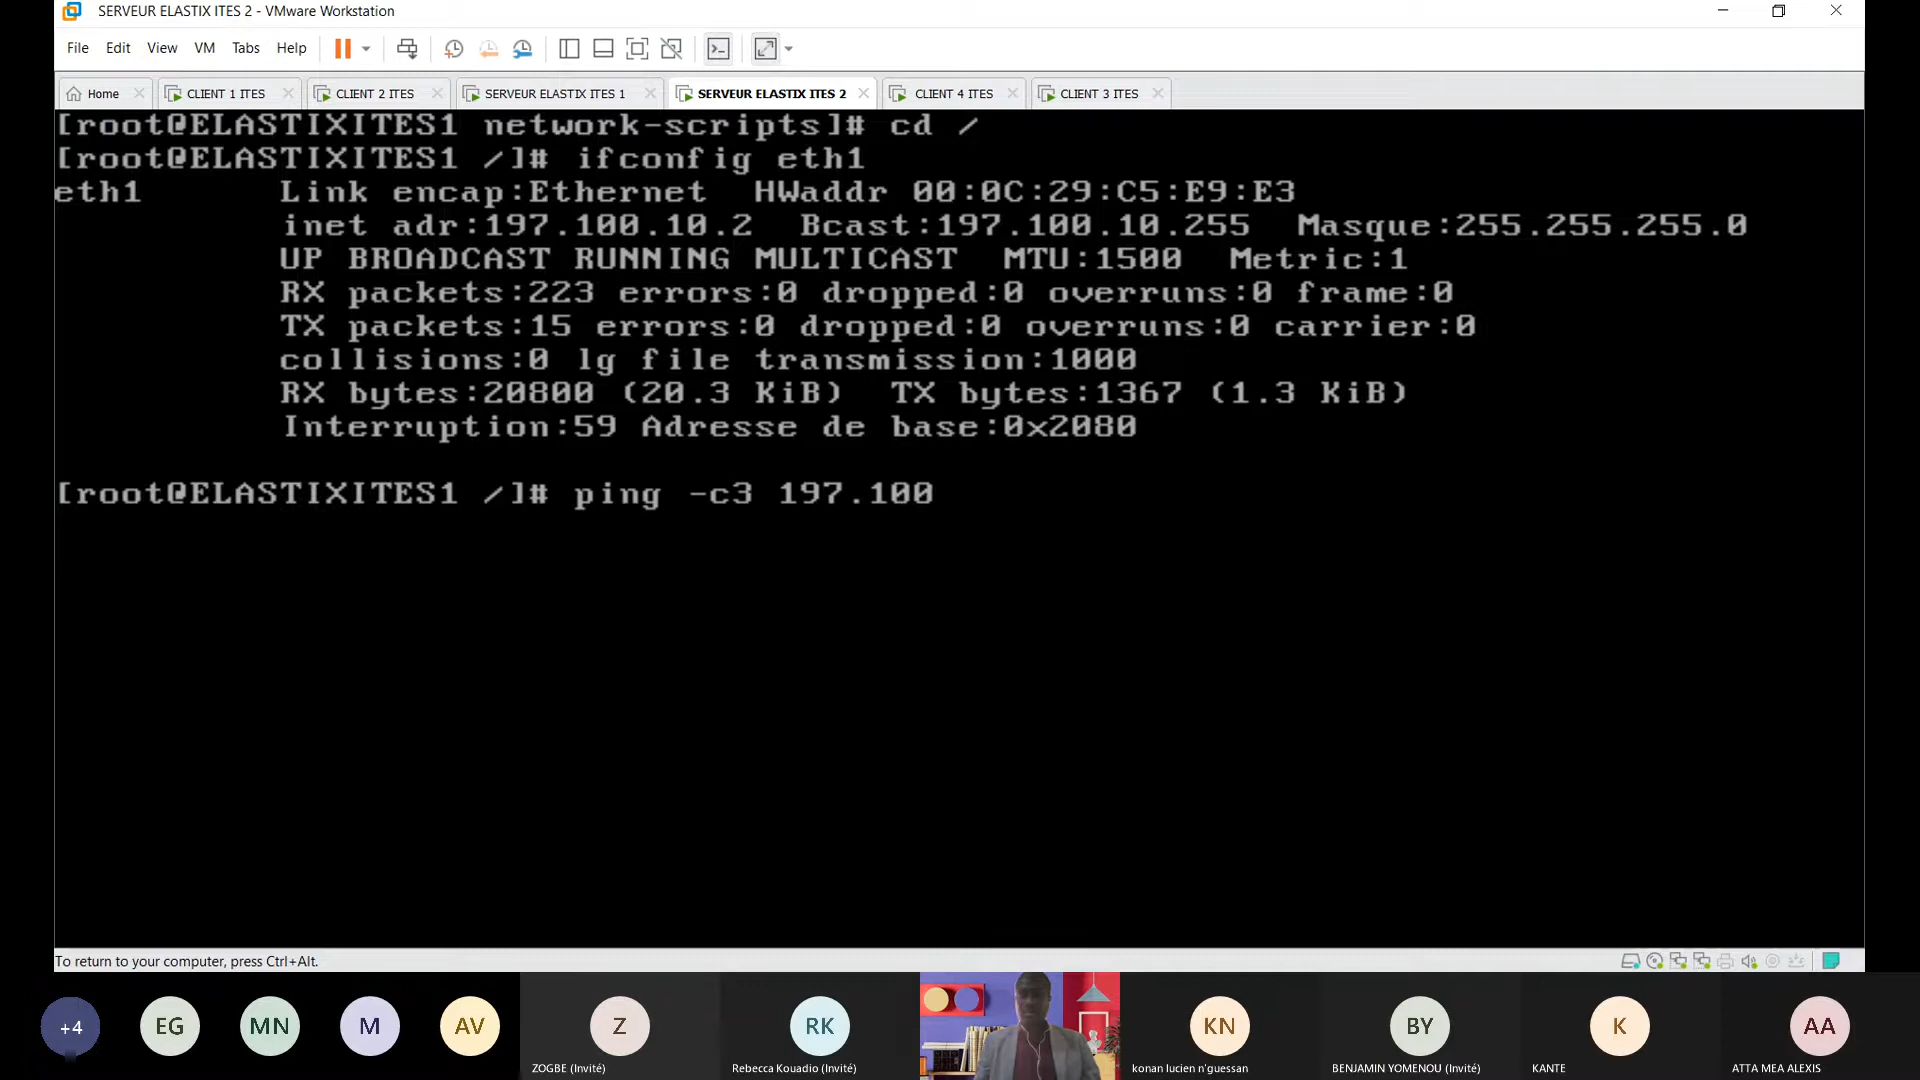 SERVEUR ELASTIX ITES 2 - VMware Workstation
File Edit View VM Tabs Help
Home CLIENT 1 ITES CLIENT 2 ITES SERVEUR ELASTIX ITES 1 SERVEUR ELASTIX ITES 2 CLIENT 4 ITES CLIENT 3 ITES
[root@ELASTIXITES1 network-scripts]# cd /
[root@ELASTIXITES1 /]# ifconfig eth1
eth1 Link encap:Ethernet HWaddr 00:0C:29:C5:E9:E3
inet adr:197.100.10.2 Bcast:197.100.10.255 Masque:255.255.255.0
UP BROADCAST RUNNING MULTICAST MTU:1500 Metric:1
RX packets:223 errors:0 dropped:0 overruns:0 frame:0
TX packets:15 errors:0 dropped:0 overruns:0 carrier:0
collisions:0 lg file transmission:1000
RX bytes:20800 (20.3 KiB) TX bytes:1367 (1.3 KiB)
Interruption:59 Adresse de base:0x2080
[root@ELASTIXITES1 /]# ping -c3 197.100
To return to your computer, press Ctrl+Alt.
+4 EG MN M AV Z RK KN BY K AA
ZOGBE (Invité) Rebecca Kouadio (Invité) konan lucien n'guessan BENJAMIN YOMENOU (Invité) KANTE ATTA MEA ALEXIS